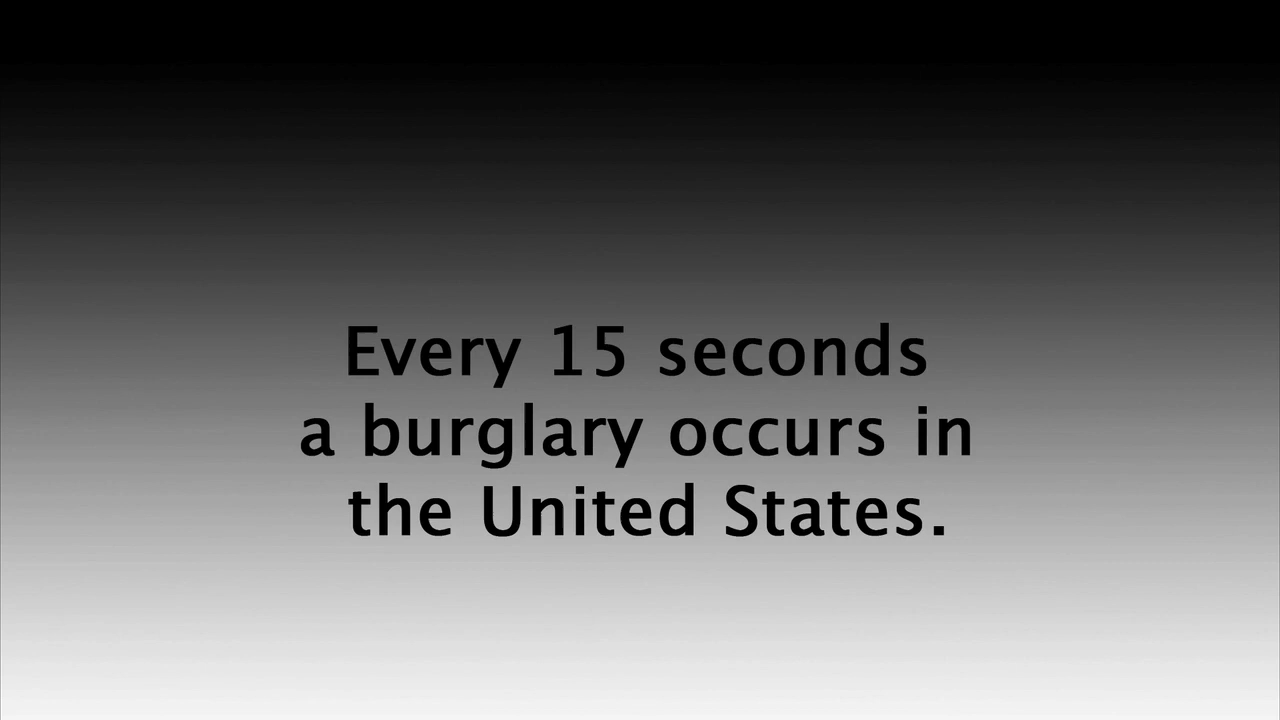 Every 15 seconds
a burglary occurs in
the United States.